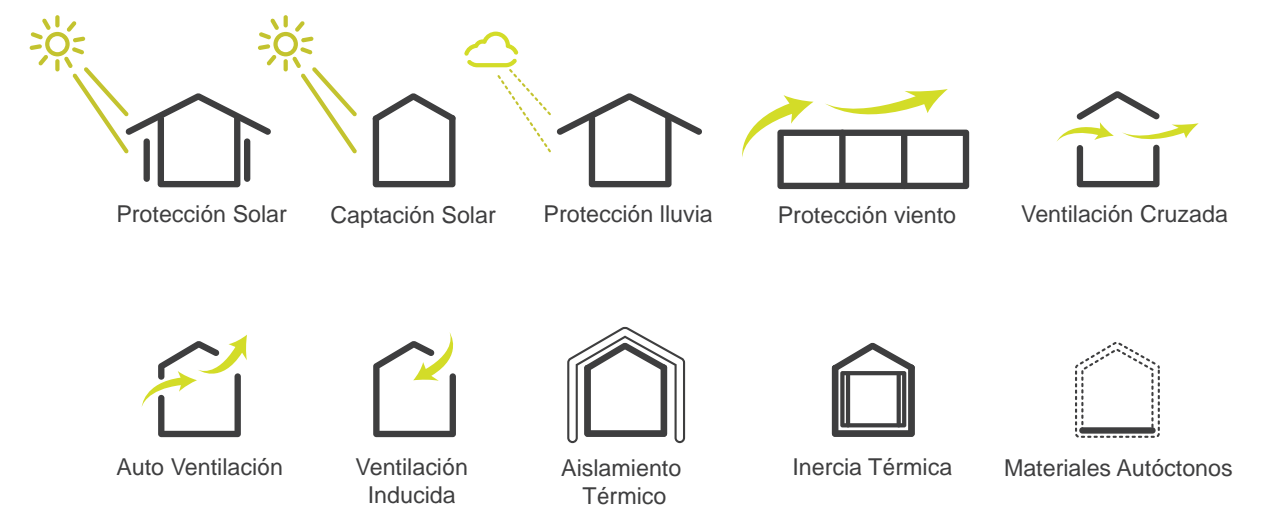 Protección Solar
Captación Solar
Protección lluvia
Protección viento
Ventilación Cruzada
Auto Ventilación
Ventilación
Inducida
Aislamiento
Térmico
Inercia Térmica
Materiales Autóctonos